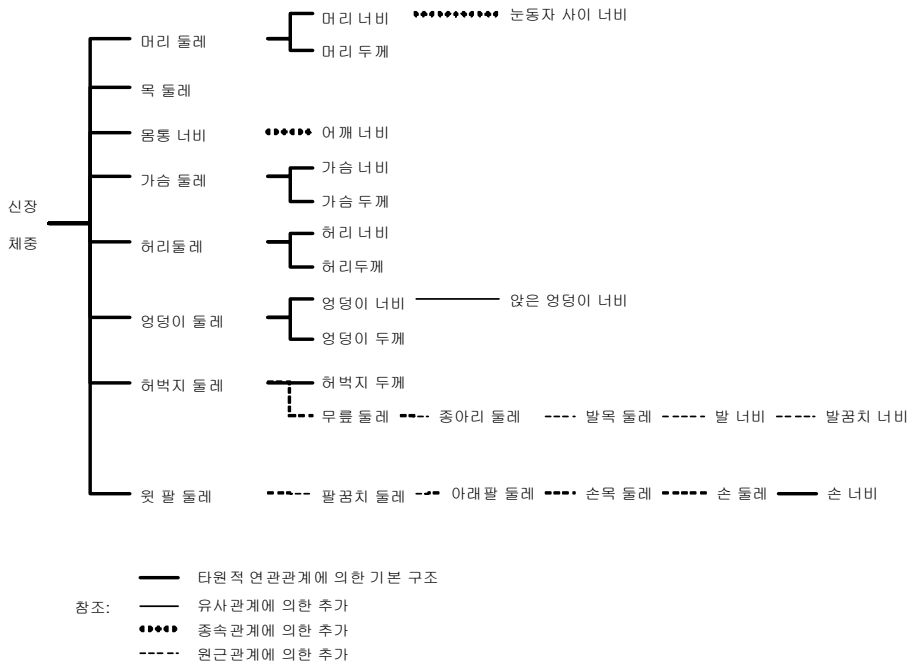 머리 너비 눈동자 사이 너비
머리 둘레
머리 두께
목 둘레
몸통 너비 어깨 너비
가슴 너비
가슴 둘레
가슴 두께
신장
체중
허리 너비
허리둘레
허리두께
엉덩이 너비 앉은 엉덩이 너비
엉덩이 둘레
엉덩이 두께
허벅지 둘레 허벅지 두께
무릎 둘레 종아리 둘레 발목 둘레 발 너비 발꿈치 너비
윗 팔 둘레 팔꿈치 둘레 아래팔 둘레 손목 둘레 손 둘레 손 너비
타원적 연관관계에 의한 기본 구조
참조: 유사관계에 의한 추가
종속관계에 의한 추가
원근관계에 의한 추가